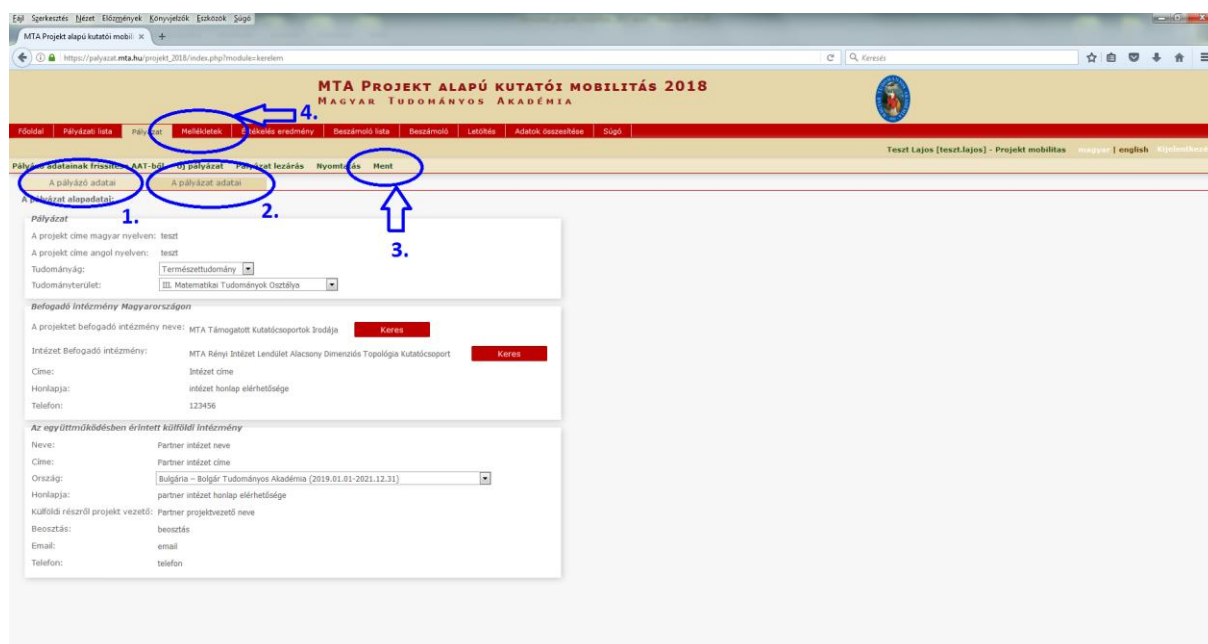 Fájl Szerkesztés Nézet Előzmények Könyvjelzők Eszközök Súgó
MTA Projekt alapú kutatói mobil × +
https://palyazat.mta.hu/projekt_2018/index.php?module=kerelem Keresés
MTA Projekt alapú kutatói mobilitás 2018
Magyar Tudományos Akadémia
4.
Főoldal Pályázati lista Pályázat Mellékletek Értékelés eredmény Beszámoló lista Beszámoló Letöltés Adatok összesítése Súgó
Teszt Lajos [teszt.lajos] - Projekt mobilitas magyar | english Kijelentkezés
Pályázó adatainak frissítése AAT-ból Új pályázat Pályázat lezárás Nyomtatás Ment
A pályázó adatai A pályázat adatai
A pályázat alapadatai:
1. 2. 3.
Pályázat
A projekt címe magyar nyelven: teszt
A projekt címe angol nyelven: teszt
Tudományág: Természettudomány
Tudományterület: III. Matematikai Tudományok Osztálya
Befogadó intézmény Magyarországon
A projektet befogadó intézmény neve: MTA Támogatott Kutatócsoportok Irodája Keres
Intézet Befogadó intézmény: MTA Rényi Intézet Lendület Alacsony Dimenziós Topológia Kutatócsoport Keres
Címe: Intézet címe
Honlapja: intézet honlap elérhetősége
Telefon: 123456
Az együttműködésben érintett külföldi intézmény
Neve: Partner intézet neve
Címe: Partner intézet címe
Ország: Bulgária – Bolgár Tudományos Akadémia (2019.01.01-2021.12.31)
Honlapja: partner intézet honlap elérhetősége
Külföldi részről projekt vezető: Partner projektvezető neve
Beosztás: beosztás
Email: email
Telefon: telefon